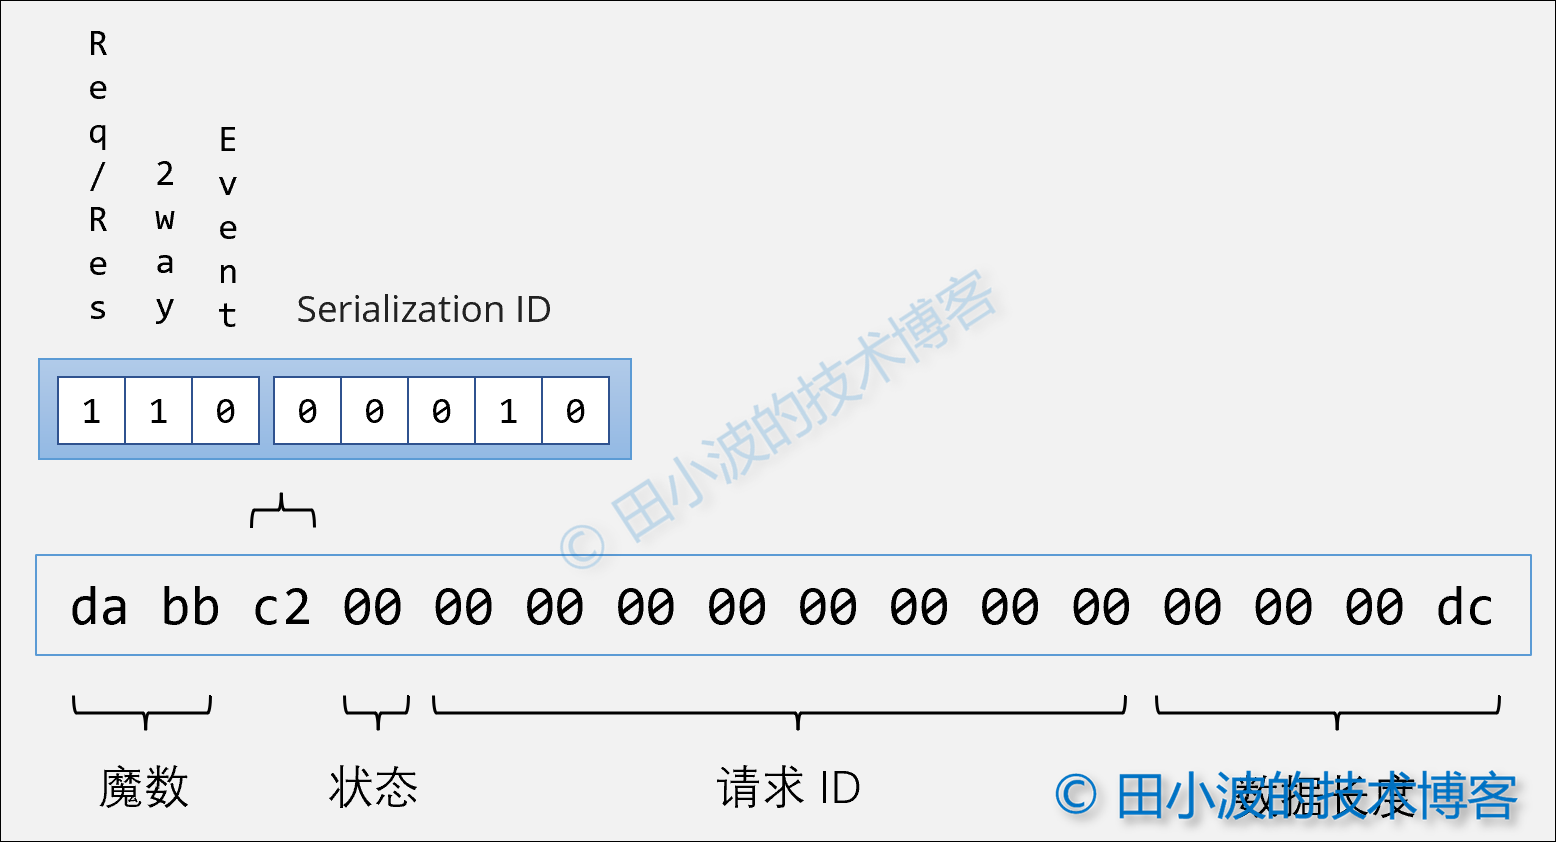 Req/Res
2way
Event
Serialization ID
1 1 0 0 0 0 1 0
© 田小波的技术博客
da bb c2 00 00 00 00 00 00 00 00 00 00 00 00 dc
魔数 状态 请求 ID 数据长度
© 田小波的技术博客